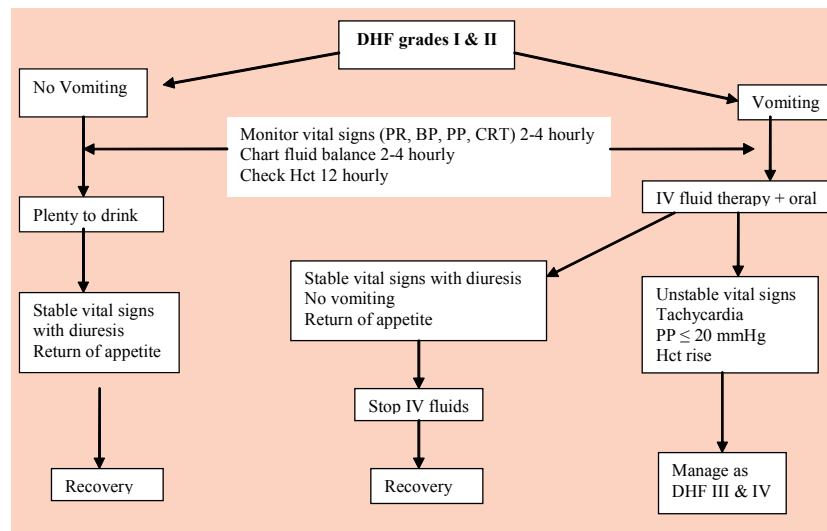 DHF grades I & II
No Vomiting
Vomiting
Monitor vital signs (PR, BP, PP, CRT) 2-4 hourly
Chart fluid balance 2-4 hourly
Check Hct 12 hourly
Plenty to drink
IV fluid therapy + oral
Stable vital signs
with diuresis
Return of appetite
Stable vital signs with diuresis
No vomiting
Return of appetite
Unstable vital signs
Tachycardia
PP ≤ 20 mmHg
Hct rise
Stop IV fluids
Recovery
Recovery
Manage as
DHF III & IV